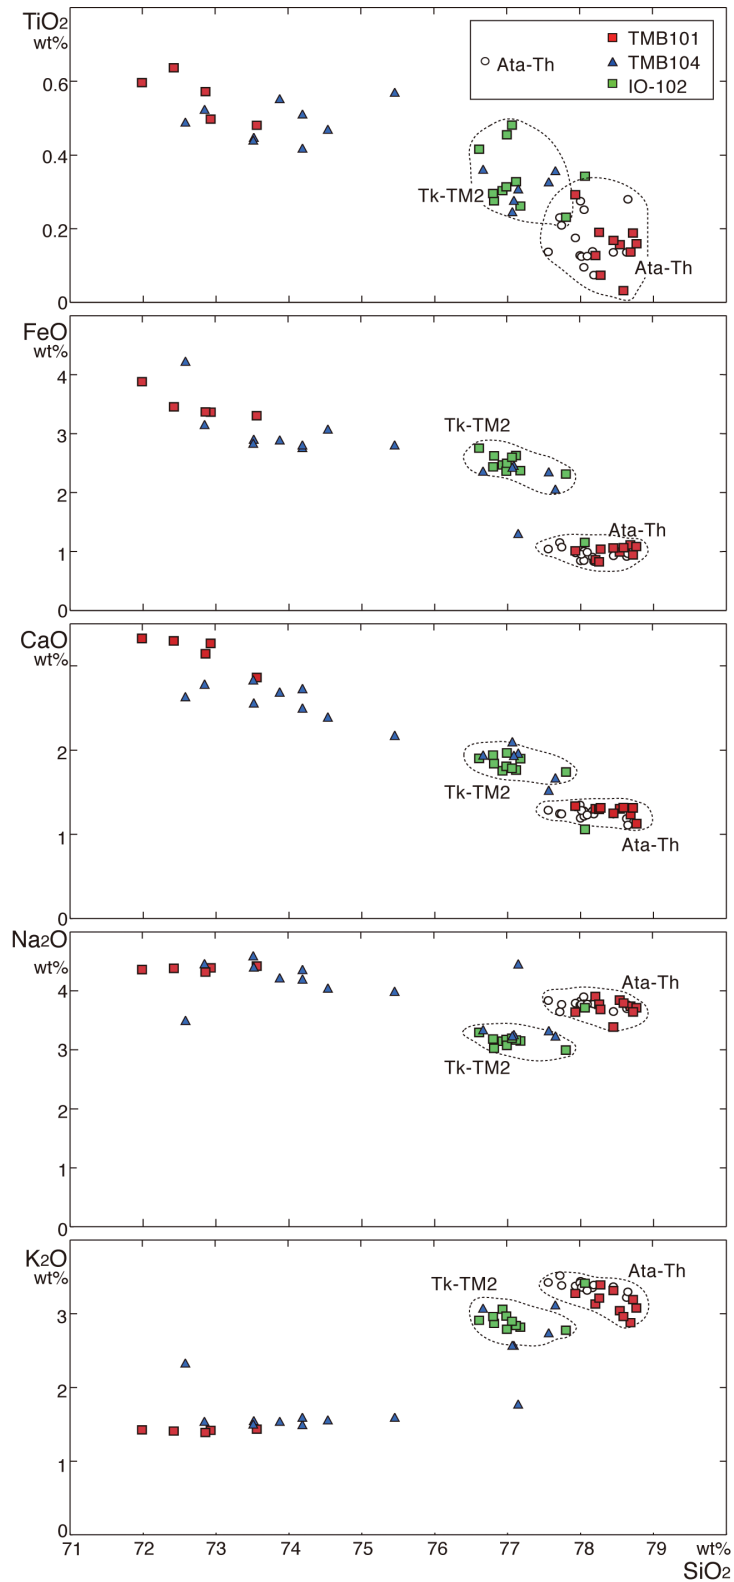 TiO2
wt%
0.6
0.4
0.2
0
Ata-Th
TMB101
TMB104
IO-102
Tk-TM2
Ata-Th
FeO
wt%
4
3
2
1
0
Tk-TM2
Ata-Th
CaO
wt%
2
1
0
Tk-TM2
Ata-Th
Na2O
wt%
4
3
2
1
0
Ata-Th
Tk-TM2
K2O
wt%
3
2
1
0
Tk-TM2
Ata-Th
71 72 73 74 75 76 77 78 79 wt%
SiO2